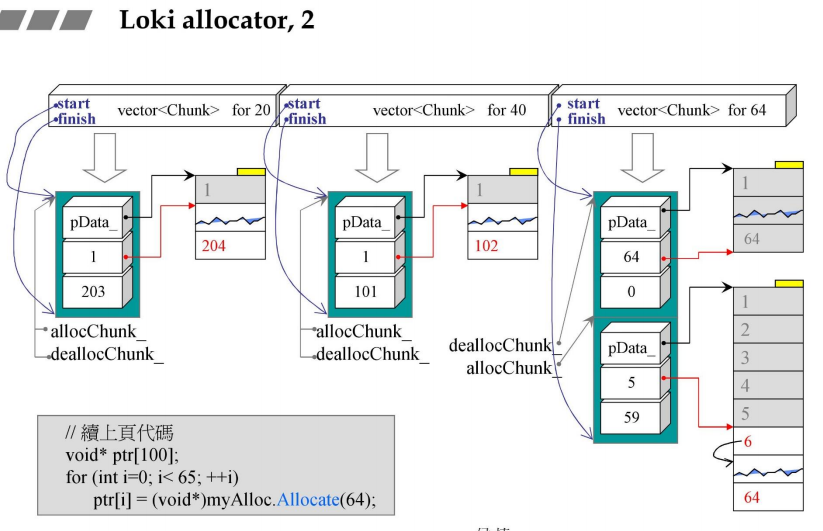 Loki allocator, 2
start
finish
vector<Chunk> for 20
start
finish
vector<Chunk> for 40
start
finish
vector<Chunk> for 64
pData_
1
203
1
204
allocChunk_
deallocChunk_
pData_
1
101
1
102
allocChunk_
deallocChunk_
pData_
64
0
1
64
deallocChunk_
allocChunk_
pData_
5
59
1
2
3
4
5
6
64
// 續上頁代碼
void* ptr[100];
for (int i=0; i< 65; ++i)
ptr[i] = (void*)myAlloc.Allocate(64);